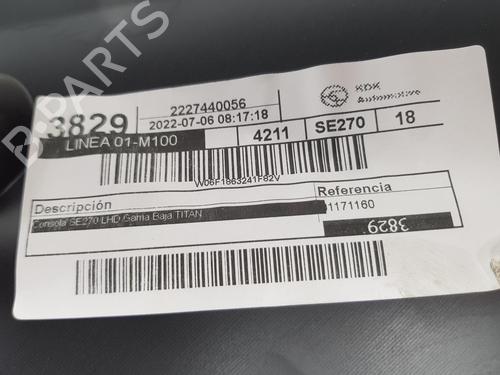 3829
2227440056
2022-07-06 08:17:18
KDK
Automotive
LINEA 01-M100
4211
SE270
18
W06F1863241F82V
Descripción
Referencia
Consola SE270 LHD Gama Baja TITAN
1171160
3829
B-PARTS